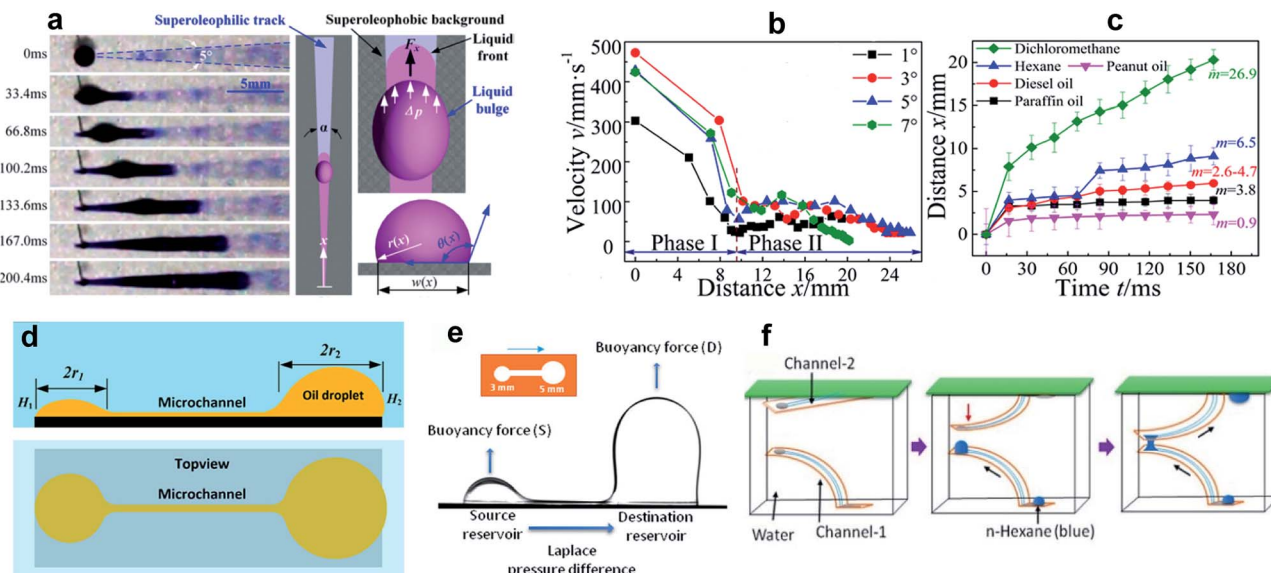 a
0ms
33.4ms
66.8ms
100.2ms
133.6ms
167.0ms
200.4ms
5°
5mm
Superoleophilic track
Superoleophobic background
α
x
Fx
Liquid
front
Δp
Liquid
bulge
r(x)
θ(x)
w(x)
b
Velocity v/mm·s⁻¹
500
400
300
200
100
50
0
1°
3°
5°
7°
Phase I
Phase II
0 4 8 12 16 20 24
Distance x/mm
c
Distance x/mm
20
15
10
5
0
Dichloromethane
Hexane
Peanut oil
Diesel oil
Paraffin oil
m=26.9
m=6.5
m=2.6-4.7
m=3.8
m=0.9
0 30 60 90 120 150 180
Time t/ms
d
2r1
2r2
H1
Microchannel
Oil droplet
H2
Topview
Microchannel
e
3 mm
5 mm
Buoyancy force (D)
Buoyancy force (S)
Source
reservoir
Destination
reservoir
Laplace
pressure difference
f
Channel-2
Water
Channel-1
n-Hexane (blue)